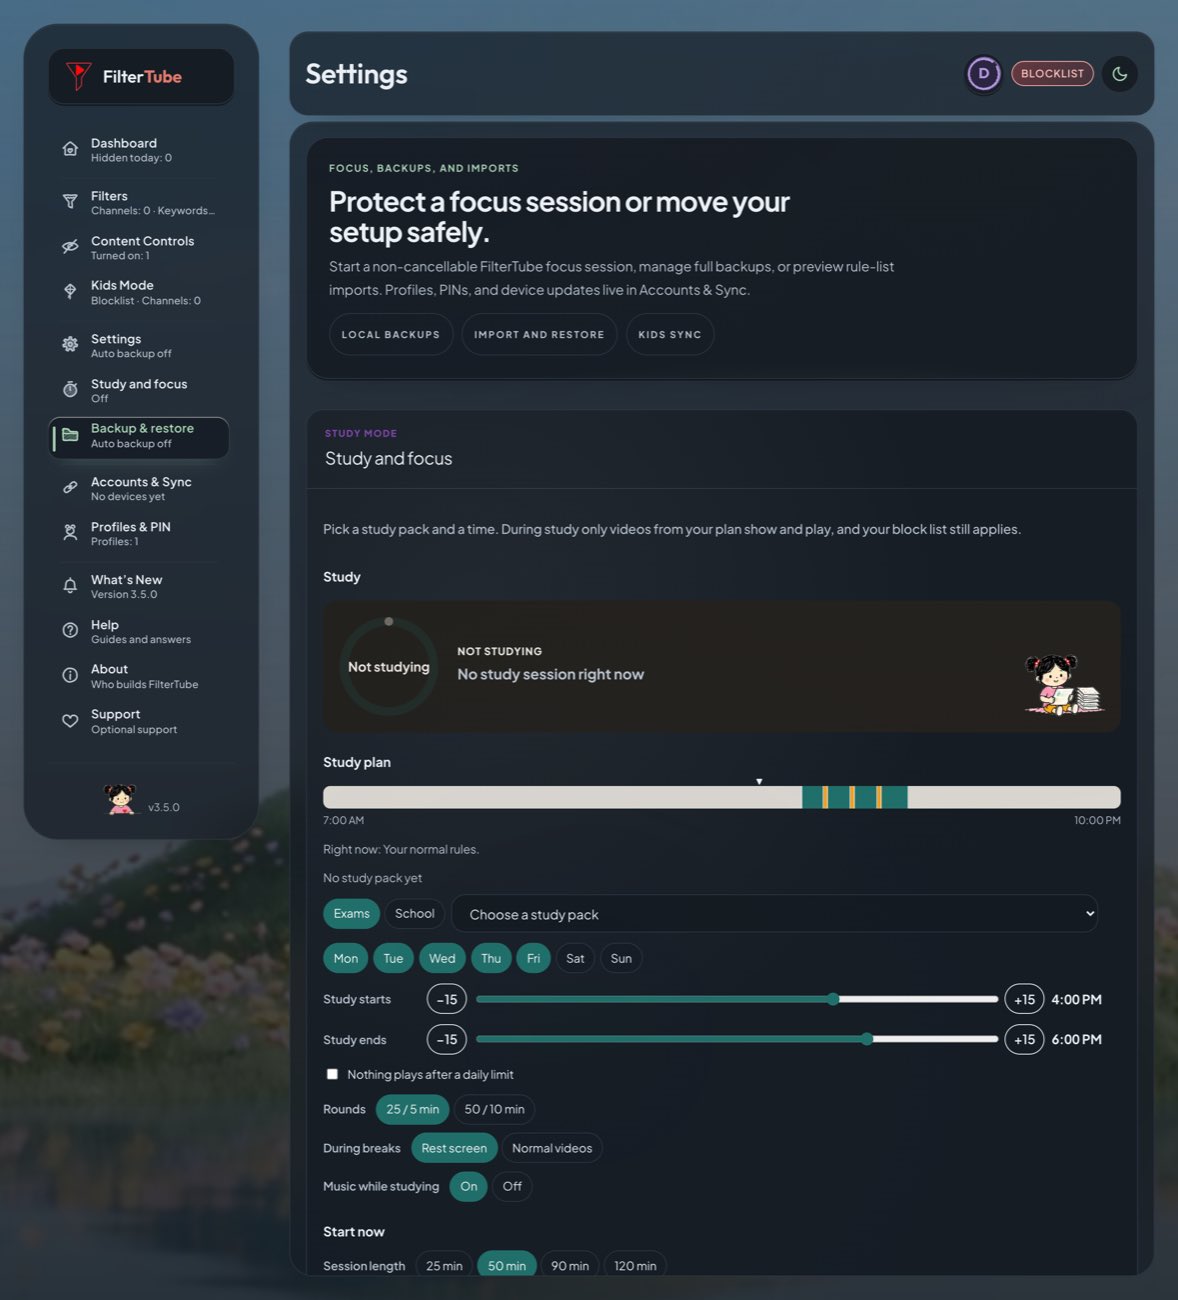 FilterTube
Dashboard
Hidden today: 0
Filters
Channels: 0 · Keywords...
Content Controls
Turned on: 1
Kids Mode
Blocklist · Channels: 0
Settings
Auto backup off
Study and focus
Off
Backup & restore
Auto backup off
Accounts & Sync
No devices yet
Profiles & PIN
Profiles: 1
What's New
Version 3.5.0
Help
Guides and answers
About
Who builds FilterTube
Support
Optional support
v3.5.0
Settings
D
BLOCKLIST
FOCUS, BACKUPS, AND IMPORTS
Protect a focus session or move your
setup safely.
Start a non-cancellable FilterTube focus session, manage full backups, or preview rule-list
imports. Profiles, PINs, and device updates live in Accounts & Sync.
LOCAL BACKUPS IMPORT AND RESTORE KIDS SYNC
STUDY MODE
Study and focus
Pick a study pack and a time. During study only videos from your plan show and play, and your block list still applies.
Study
Not studying
NOT STUDYING
No study session right now
Study plan
7:00 AM 10:00 PM
Right now: Your normal rules.
No study pack yet
Exams School Choose a study pack
Mon Tue Wed Thu Fri Sat Sun
Study starts −15 +15 4:00 PM
Study ends −15 +15 6:00 PM
Nothing plays after a daily limit
Rounds 25 / 5 min 50 / 10 min
During breaks Rest screen Normal videos
Music while studying On Off
Start now
Session length 25 min 50 min 90 min 120 min